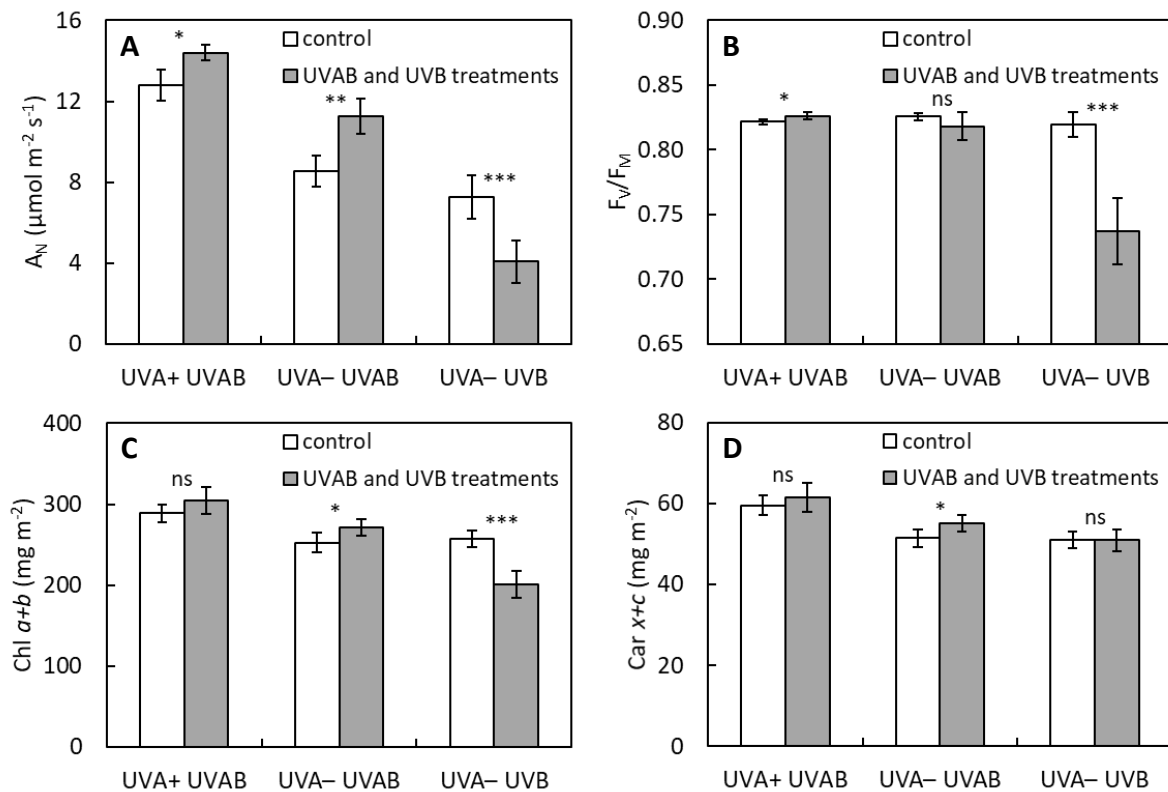 A
control
UVAB and UVB treatments
A_N (µmol m⁻² s⁻¹)
16
12
8
4
0
*
**
***
UVA+ UVAB
UVA– UVAB
UVA– UVB
B
control
UVAB and UVB treatments
F_V/F_M
0.90
0.85
0.80
0.75
0.70
0.65
*
ns
***
UVA+ UVAB
UVA– UVAB
UVA– UVB
C
control
UVAB and UVB treatments
Chl a+b (mg m⁻²)
400
300
200
100
0
ns
*
***
UVA+ UVAB
UVA– UVAB
UVA– UVB
D
control
UVAB and UVB treatments
Car x+c (mg m⁻²)
80
60
40
20
0
ns
*
ns
UVA+ UVAB
UVA– UVAB
UVA– UVB